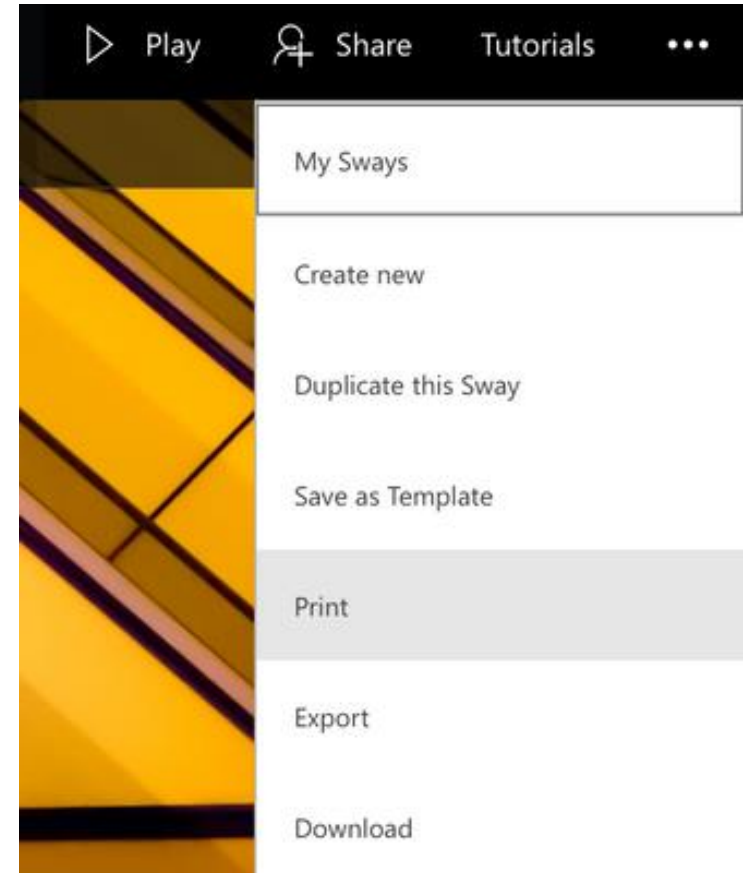 Play Share Tutorials •••
My Sways
Create new
Duplicate this Sway
Save as Template
Print
Export
Download